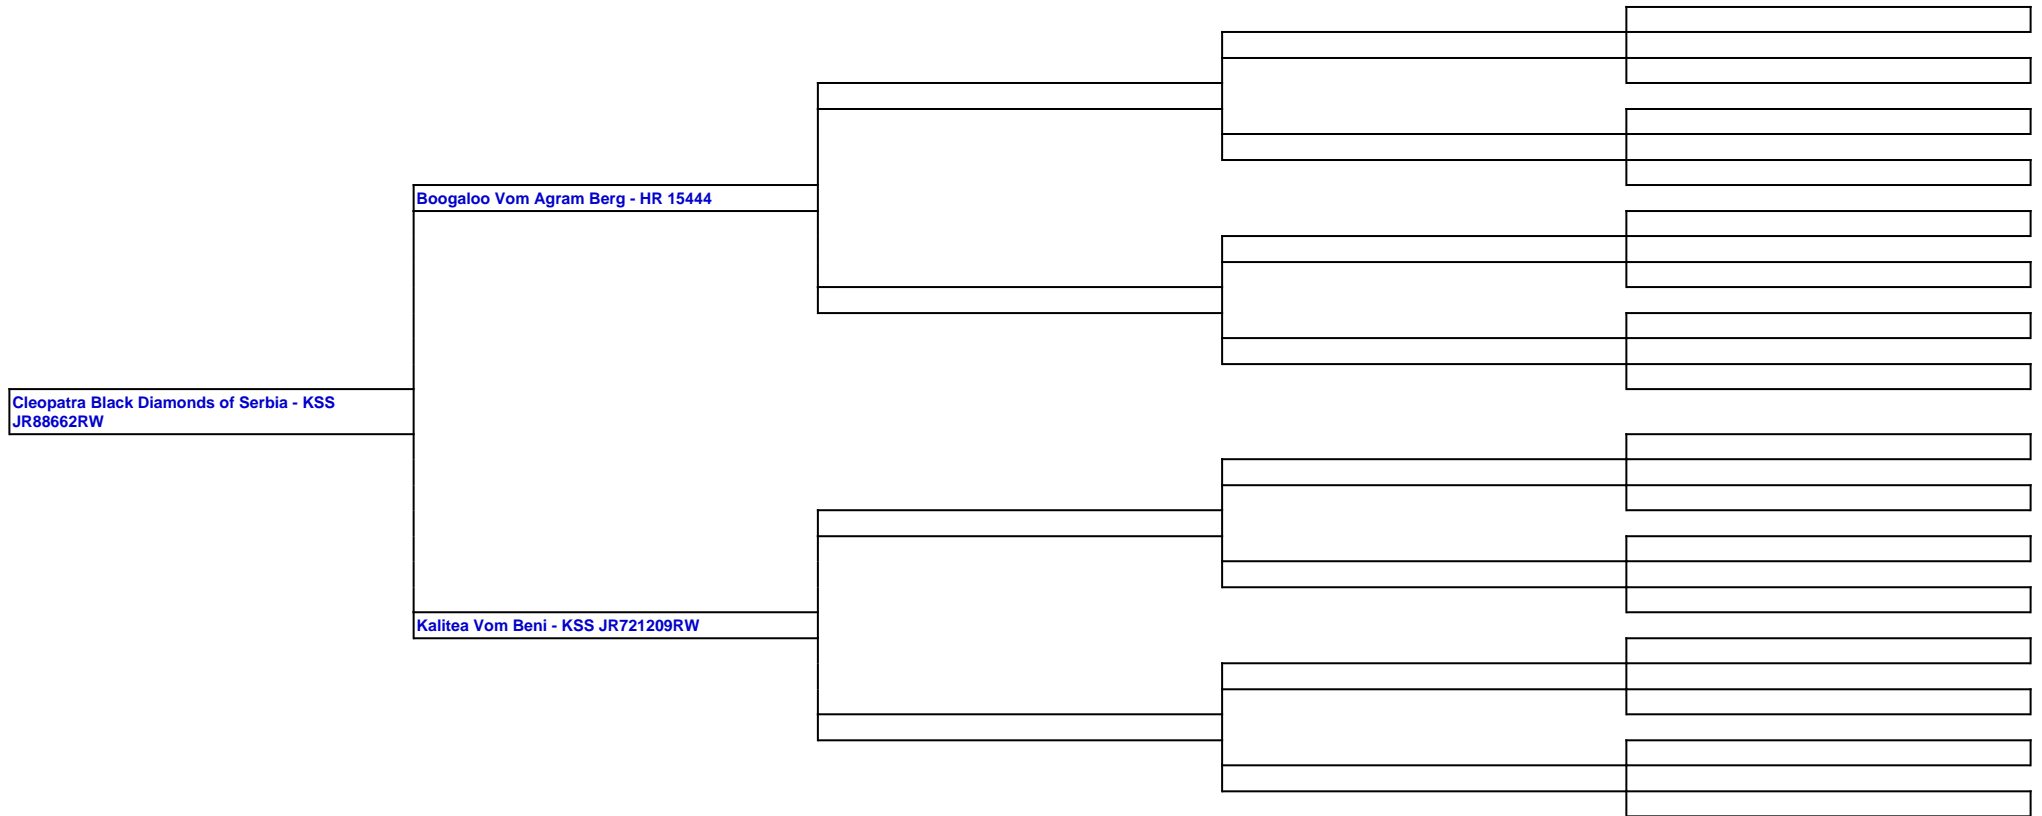 Boogaloo Vom Agram Berg - HR 15444
Cleopatra Black Diamonds of Serbia - KSS
JR88662RW
Kalitea Vom Beni - KSS JR721209RW